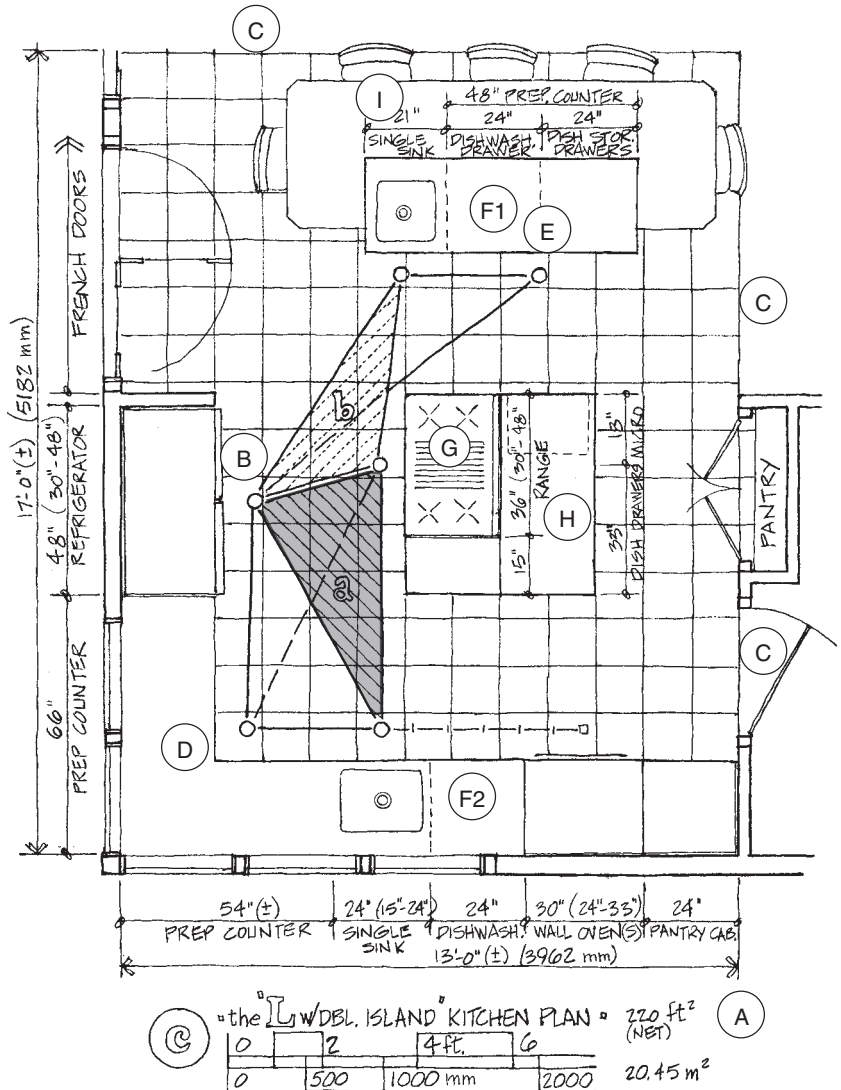 C
I
48" PREP. COUNTER
21"
24"
24"
SINGLE SINK
DISHWASH. DRAWER
DISH STOR. DRAWERS
F1
E
C
FRENCH DOORS
17'-0"(±) (5182 mm)
b
B
48" (30"-48")
REFRIGERATOR
G
36" (30"-48")
RANGE
15"
H
13"
MICRO
33"
DISH DRAWERS
PANTRY
a
C
66"
PREP COUNTER
D
F2
54"(±)
24" (15"-24")
24"
30" (24"-33")
24"
PREP COUNTER
SINGLE SINK
DISHWASH.
WALL OVEN(S)
PANTRY CAB.
13'-0"(±) (3962 mm)
C
•the "L W/DBL. ISLAND" KITCHEN PLAN •
220 ft²
(NET)
A
0 2 4 ft. 6
0 500 1000 mm 2000
20.45 m²